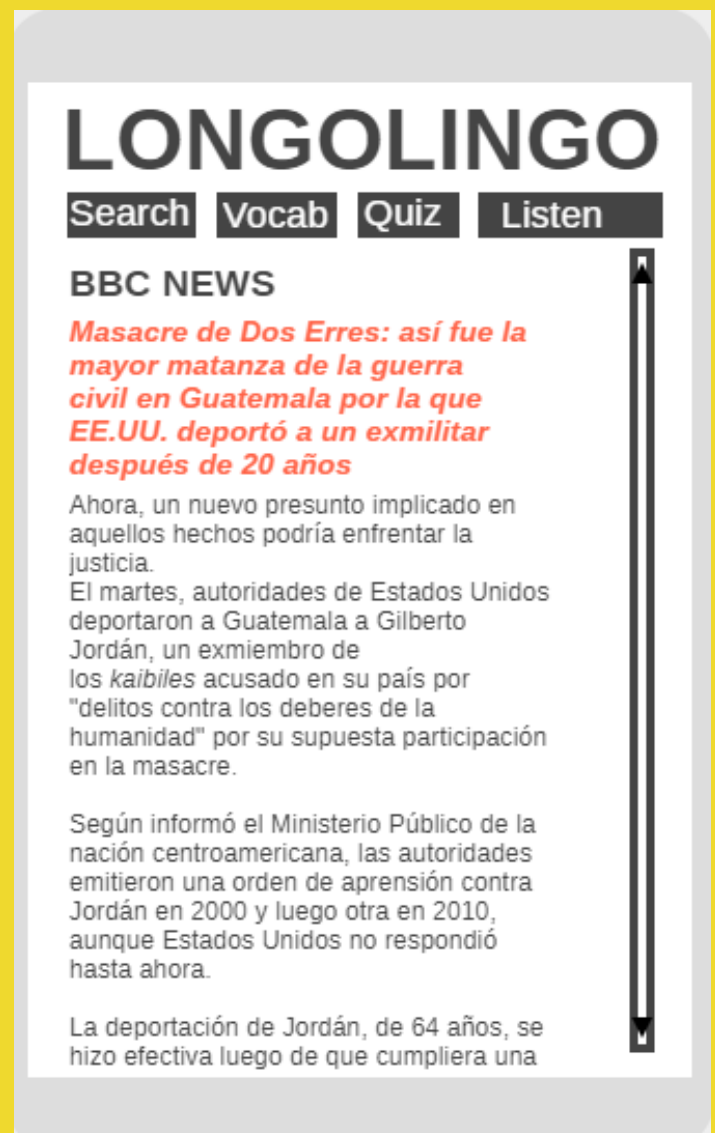 LONGOLINGO
Search Vocab Quiz Listen
BBC NEWS
Masacre de Dos Erres: así fue la
mayor matanza de la guerra
civil en Guatemala por la que
EE.UU. deportó a un exmilitar
después de 20 años
Ahora, un nuevo presunto implicado en
aquellos hechos podría enfrentar la
justicia.
El martes, autoridades de Estados Unidos
deportaron a Guatemala a Gilberto
Jordán, un exmiembro de
los kaibiles acusado en su país por
"delitos contra los deberes de la
humanidad" por su supuesta participación
en la masacre.
Según informó el Ministerio Público de la
nación centroamericana, las autoridades
emitieron una orden de aprensión contra
Jordán en 2000 y luego otra en 2010,
aunque Estados Unidos no respondió
hasta ahora.
La deportación de Jordán, de 64 años, se
hizo efectiva luego de que cumpliera una